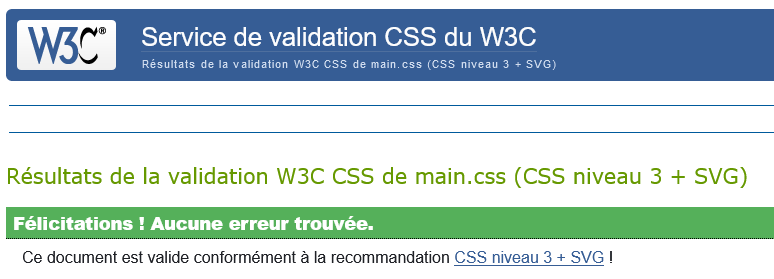 W3C®
Service de validation CSS du W3C
Résultats de la validation W3C CSS de main.css (CSS niveau 3 + SVG)
Résultats de la validation W3C CSS de main.css (CSS niveau 3 + SVG)
Félicitations ! Aucune erreur trouvée.
Ce document est valide conformément à la recommandation CSS niveau 3 + SVG !